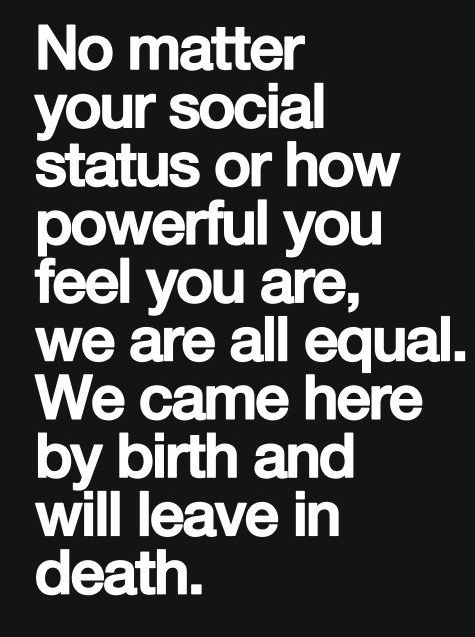 No matter
your social
status or how
powerful you
feel you are,
we are all equal.
We came here
by birth and
will leave in
death.